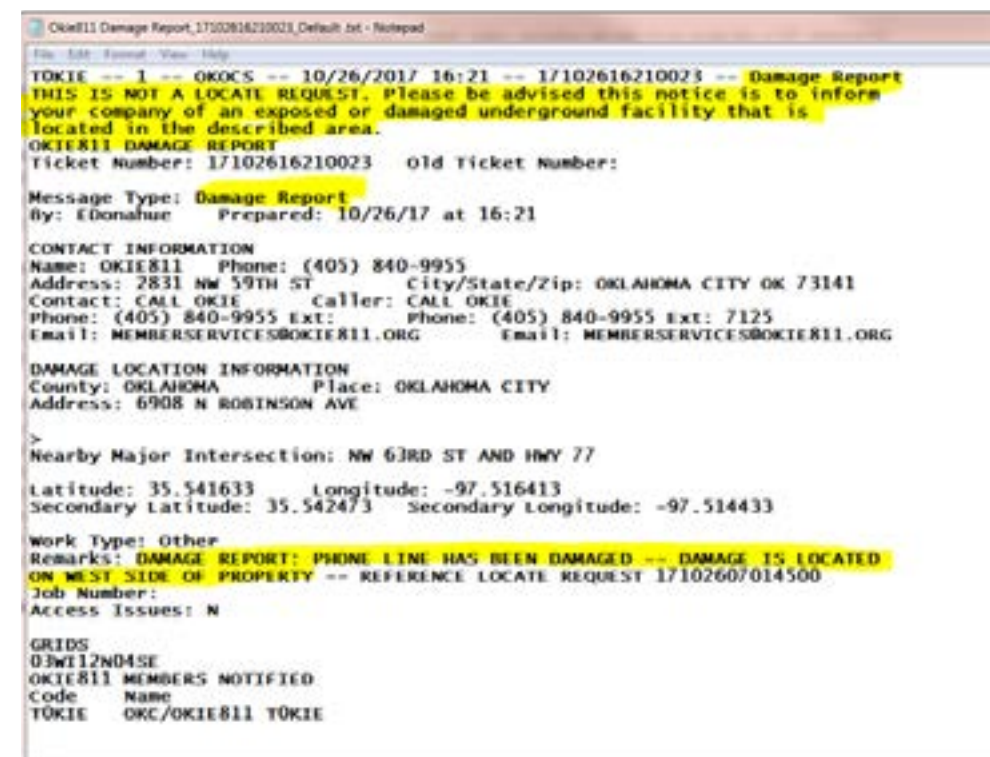 Okie811 Damage Report_17102616210023_Default.txt - Notepad
File Edit Format View Help
TOKIE -- 1 -- OKOCS -- 10/26/2017 16:21 -- 17102616210023 -- Damage Report
THIS IS NOT A LOCATE REQUEST. Please be advised this notice is to inform
your company of an exposed or damaged underground facility that is
located in the described area.
OKIE811 DAMAGE REPORT
Ticket Number: 17102616210023 Old Ticket Number:
Message Type: Damage Report
By: EDonahue Prepared: 10/26/17 at 16:21
CONTACT INFORMATION
Name: OKIE811 Phone: (405) 840-9955
Address: 2831 NW 59TH ST City/State/Zip: OKLAHOMA CITY OK 73141
Contact: CALL OKIE Caller: CALL OKIE
Phone: (405) 840-9955 Ext: Phone: (405) 840-9955 Ext: 7125
Email: MEMBERSERVICES@OKIE811.ORG Email: MEMBERSERVICES@OKIE811.ORG
DAMAGE LOCATION INFORMATION
County: OKLAHOMA Place: OKLAHOMA CITY
Address: 6908 N ROBINSON AVE
>
Nearby Major Intersection: NW 63RD ST AND HWY 77
Latitude: 35.541633 Longitude: -97.516413
Secondary Latitude: 35.542473 Secondary Longitude: -97.514433
Work Type: Other
Remarks: DAMAGE REPORT: PHONE LINE HAS BEEN DAMAGED -- DAMAGE IS LOCATED
ON WEST SIDE OF PROPERTY -- REFERENCE LOCATE REQUEST 17102607014500
Job Number:
Access Issues: N
GRIDS
03WI12N04SE
OKIE811 MEMBERS NOTIFIED
Code Name
TOKIE OKC/OKIE811 TOKIE